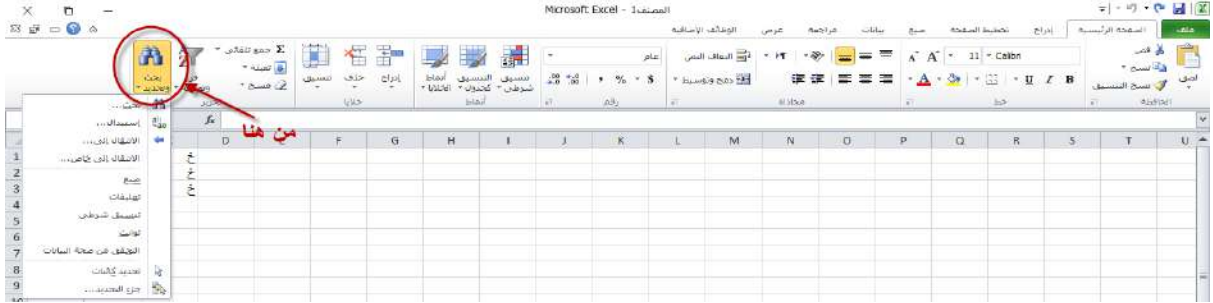 Microsoft Excel - المصنف1
ملف الصفحة الرئيسية إدراج تخطيط الصفحة صيغ بيانات مراجعة عرض الوظائف الإضافية
قص
نسخ
نسخ التنسيق
لصق
الحافظة
Calibri 11 A A
B I U A
خط
التفاف النص
دمج وتوسيط
محاذاة
عام
$ % ,
رقم
تنسيق شرطي
التنسيق كجدول
أنماط الخلايا
أنماط
إدراج حذف تنسيق
خلايا
Σ جمع تلقائي
تعبئة
مسح
بحث وتحديد
من هنا
fx
بحث...
إستبدال...
الانتقال إلى...
الانتقال إلى خاص...
صيغ
تعليقات
تنسيق شرطي
ثوابت
التحقق من صحة البيانات
تحديد كائنات
جزء التحديد...
D F G H I J K L M N O P Q R S T U
1 خ
2 خ
3 خ
4
5
6
7
8
9
10